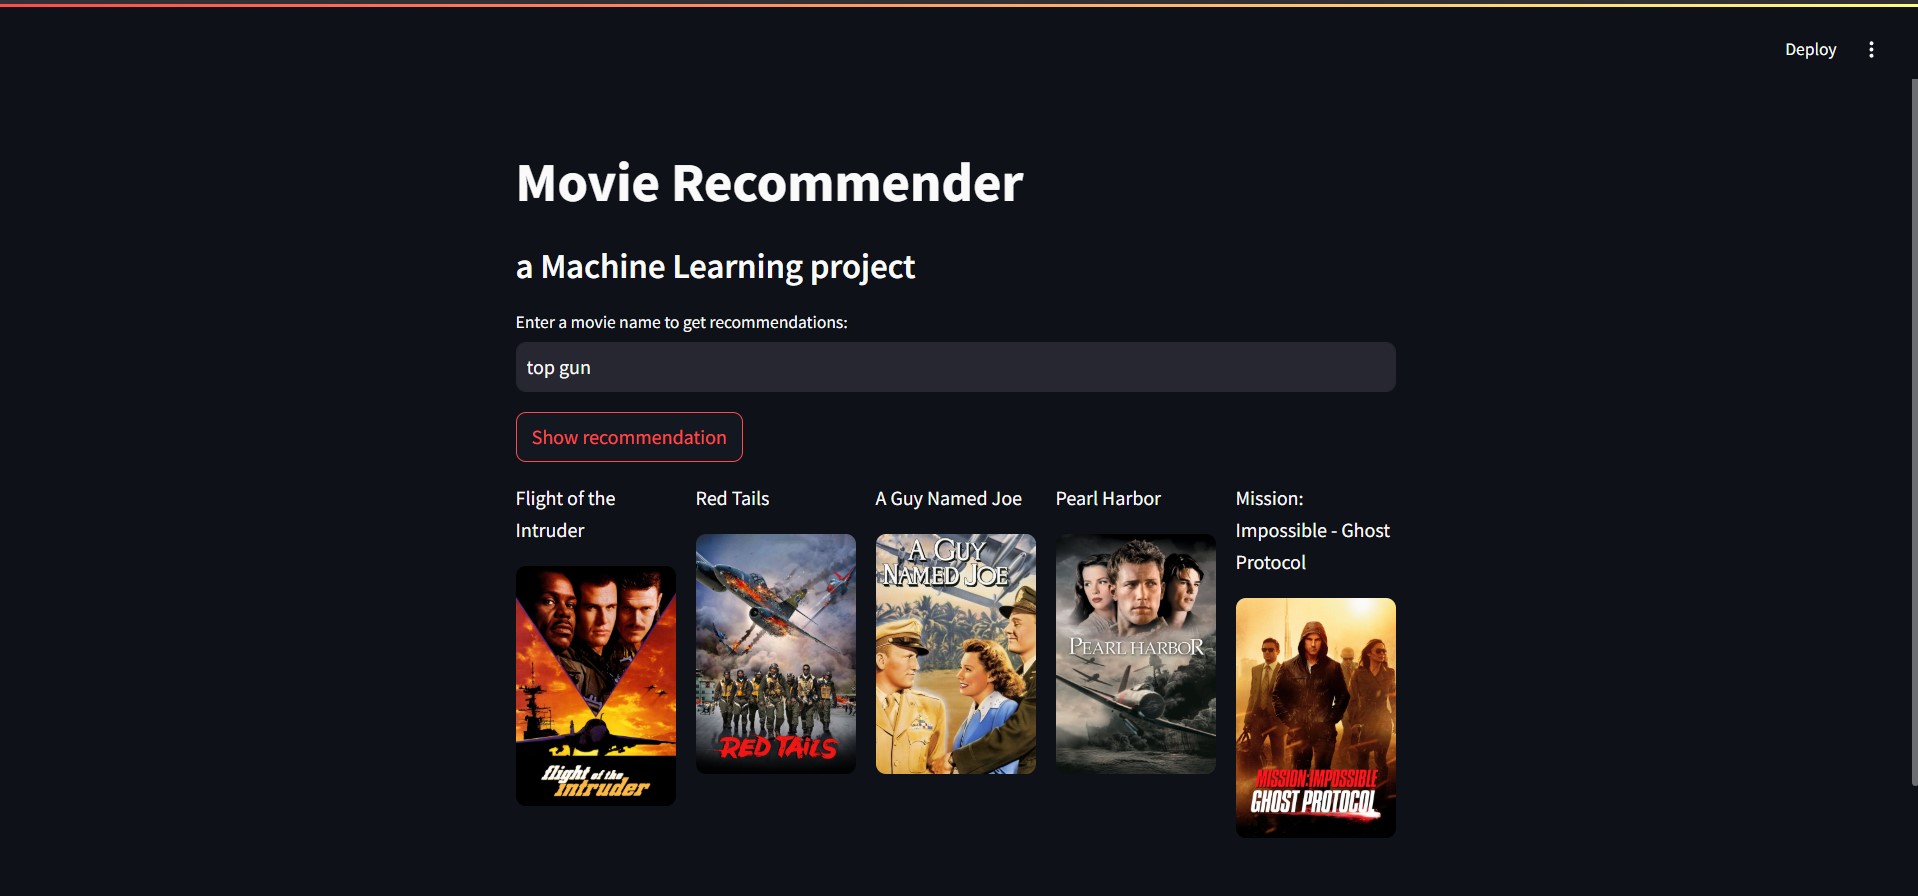 Deploy
Movie Recommender
a Machine Learning project
Enter a movie name to get recommendations:
top gun
Show recommendation
Flight of the
Intruder
Red Tails
A Guy Named Joe
Pearl Harbor
Mission:
Impossible - Ghost
Protocol
flight of the
intruder
RED TAILS
A GUY
NAMED JOE
PEARL HARBOR
MISSION:IMPOSSIBLE
GHOST PROTOCOL